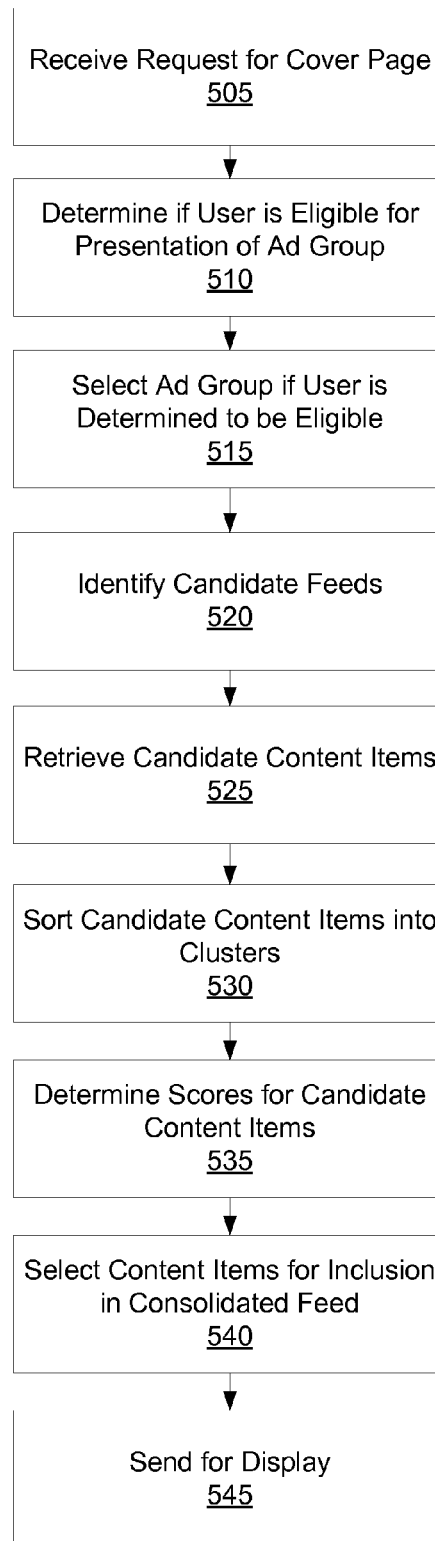 Receive Request for Cover Page
505
Determine if User is Eligible for
Presentation of Ad Group
510
Select Ad Group if User is
Determined to be Eligible
515
Identify Candidate Feeds
520
Retrieve Candidate Content Items
525
Sort Candidate Content Items into
Clusters
530
Determine Scores for Candidate
Content Items
535
Select Content Items for Inclusion
in Consolidated Feed
540
Send for Display
545